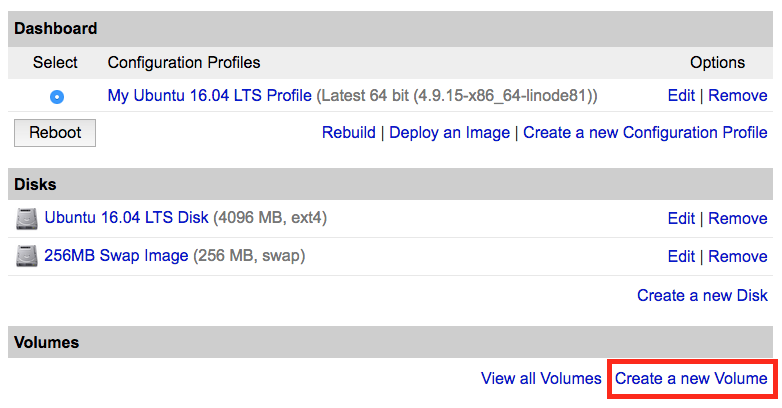 Dashboard
Select Configuration Profiles Options
My Ubuntu 16.04 LTS Profile (Latest 64 bit (4.9.15-x86_64-linode81)) Edit | Remove
Reboot Rebuild | Deploy an Image | Create a new Configuration Profile
Disks
Ubuntu 16.04 LTS Disk (4096 MB, ext4) Edit | Remove
256MB Swap Image (256 MB, swap) Edit | Remove
Create a new Disk
Volumes
View all Volumes Create a new Volume